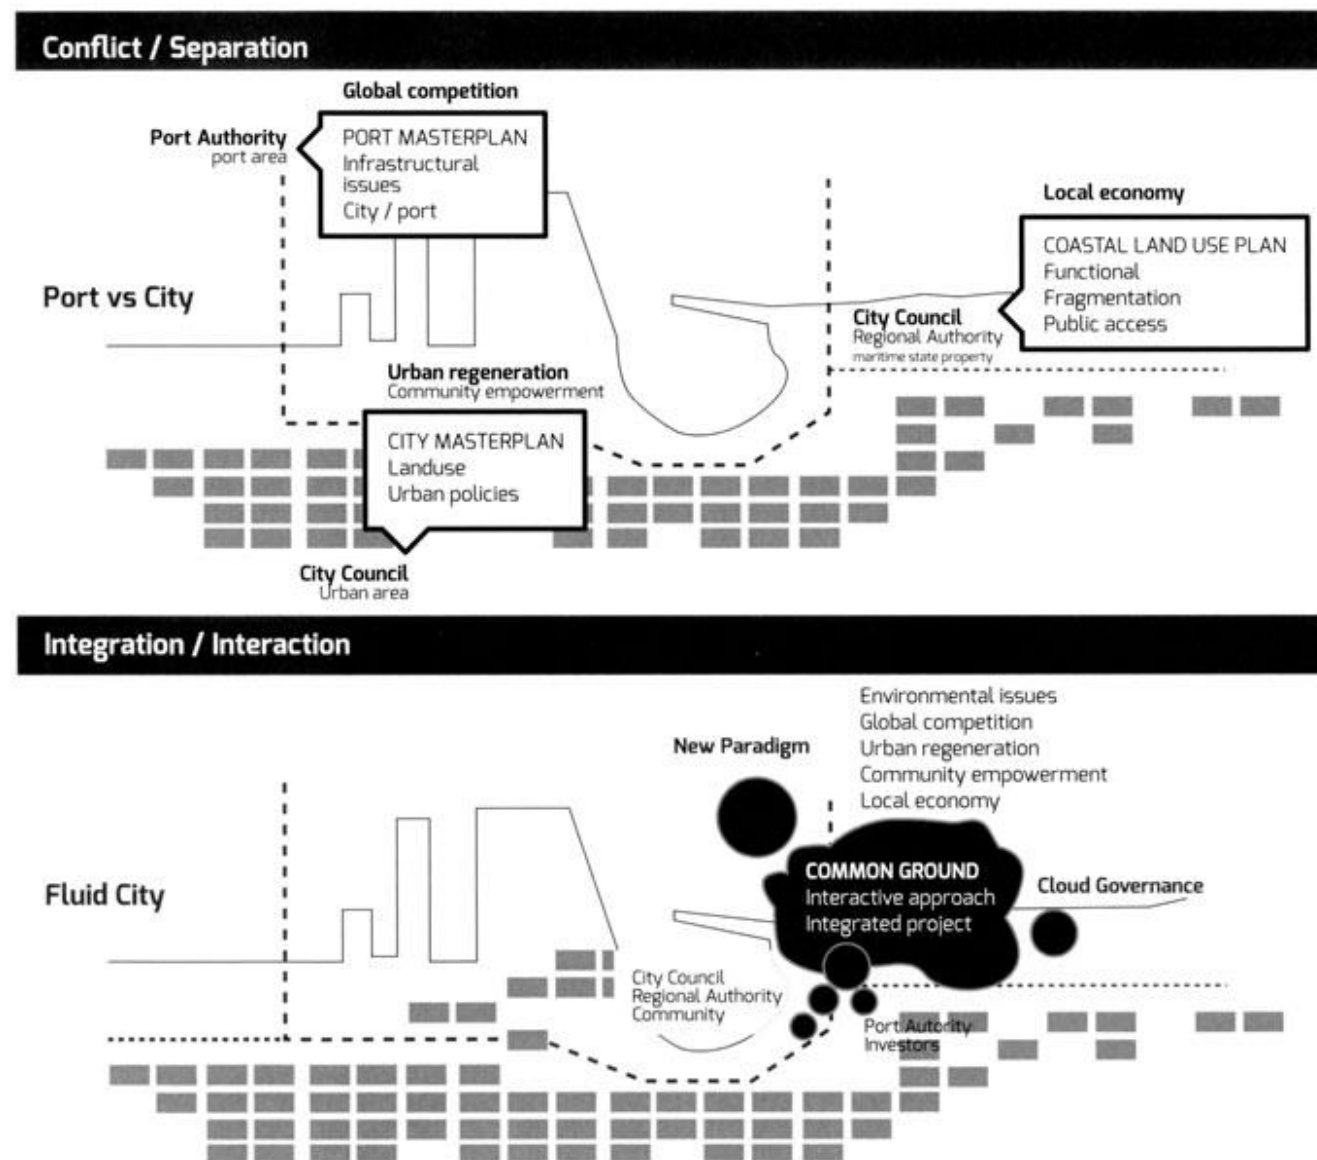 Conflict / Separation
Global competition
Port Authority
port area
PORT MASTERPLAN
Infrastructural
issues
City / port
Local economy
COASTAL LAND USE PLAN
Functional
Fragmentation
Public access
Port vs City
City Council
Regional Authority
maritime state property
Urban regeneration
Community empowerment
CITY MASTERPLAN
Landuse
Urban policies
City Council
Urban area
Integration / Interaction
Environmental issues
Global competition
Urban regeneration
Community empowerment
Local economy
New Paradigm
COMMON GROUND
Interactive approach
Integrated project
Cloud Governance
Fluid City
City Council
Regional Authority
Community
Port Autority
Investors